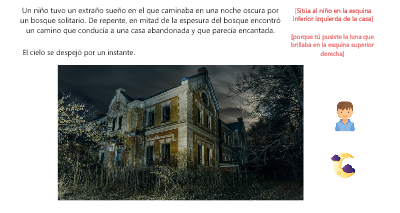 Un niño tuvo un extraño sueño en el que caminaba en una noche oscura por
un bosque solitario. De repente, en mitad de la espesura del bosque encontró
un camino que conducía a una casa abandonada y que parecía encantada.
El cielo se despejó por un instante.
[Sitúa al niño en la esquina
inferior izquierda de la casa]
[porque tú pusiste la luna que
brillaba en la esquina superior
derecha]